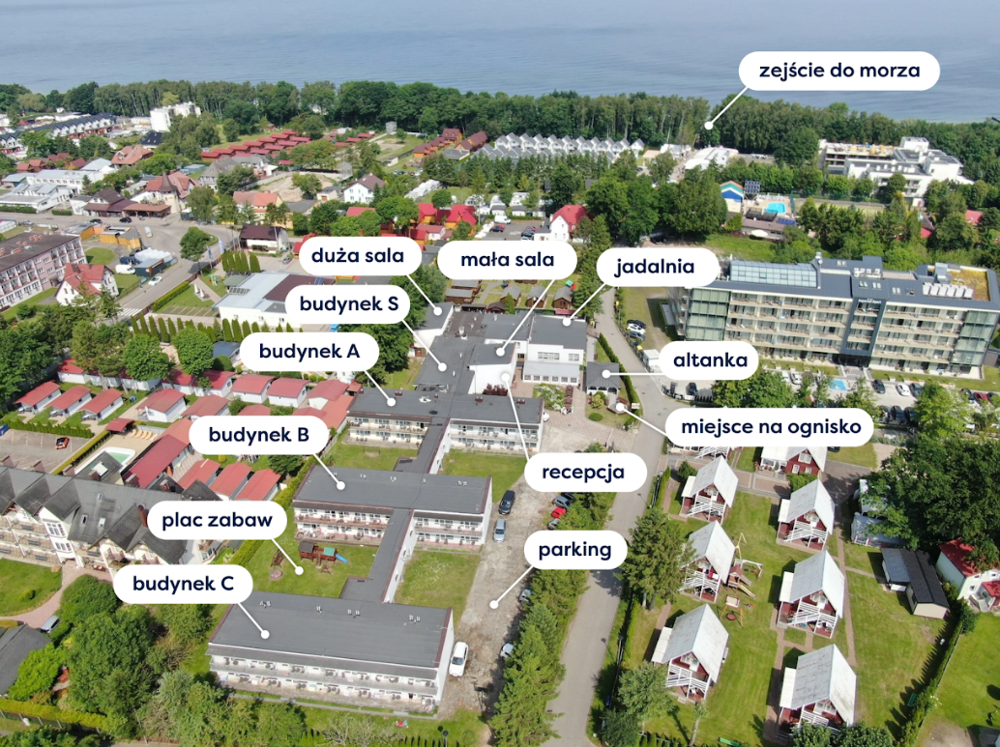 zejście do morza
duża sala
mała sala
jadalnia
budynek S
budynek A
altanka
miejsce na ognisko
budynek B
recepcja
plac zabaw
parking
budynek C